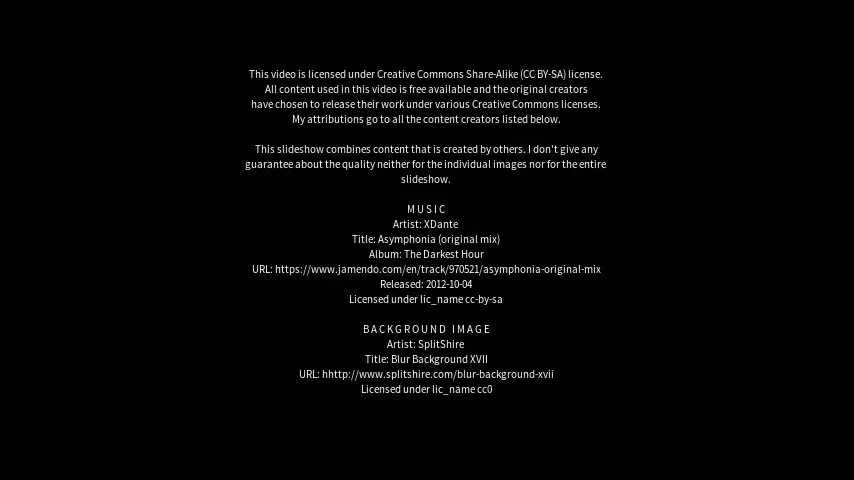 This video is licensed under Creative Commons Share-Alike (CC BY-SA) license.
All content used in this video is free available and the original creators
have chosen to release their work under various Creative Commons licenses.
My attributions go to all the content creators listed below.
This slideshow combines content that is created by others. I don't give any
guarantee about the quality neither for the individual images nor for the entire
slideshow.
MUSIC
Artist: XDante
Title: Asymphonia (original mix)
Album: The Darkest Hour
URL: https://www.jamendo.com/en/track/970521/asymphonia-original-mix
Released: 2012-10-04
Licensed under lic_name cc-by-sa
BACKGROUND IMAGE
Artist: SplitShire
Title: Blur Background XVII
URL: hhttp://www.splitshire.com/blur-background-xvii
Licensed under lic_name cc0